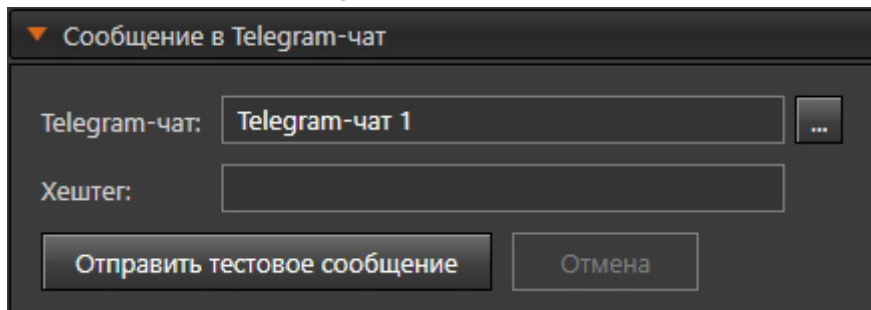 Сообщение в Telegram-чат
Telegram-чат: Telegram-чат 1 ...
Хештег:
Отправить тестовое сообщение Отмена